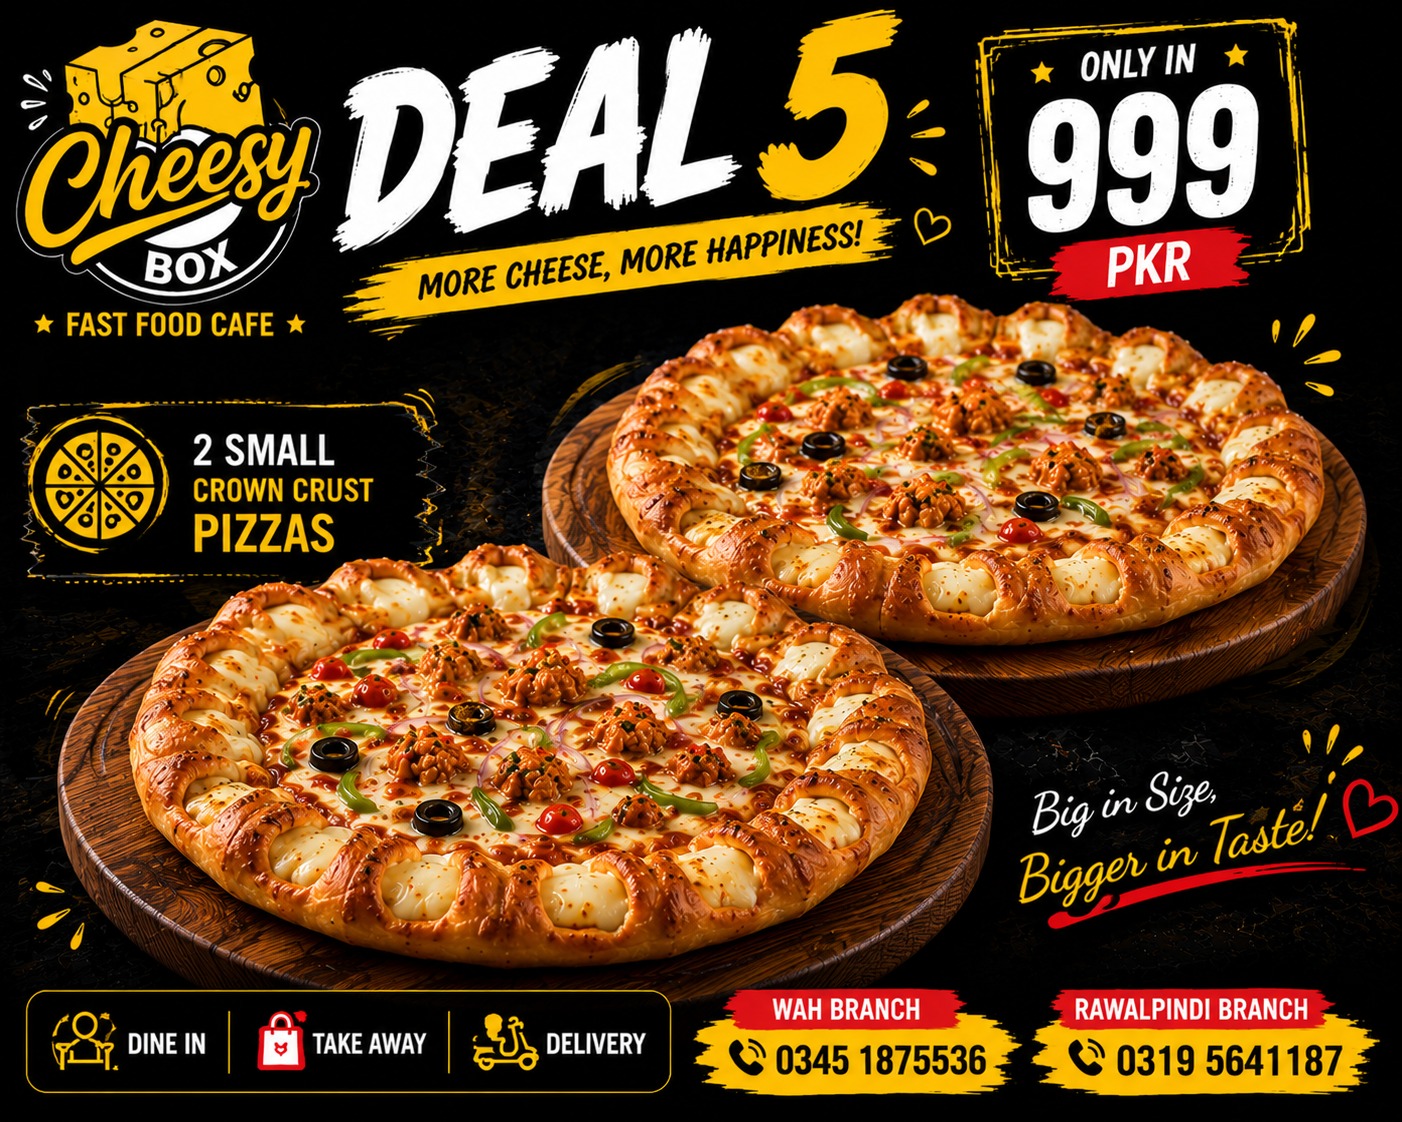 Cheesy
BOX
FAST FOOD CAFE
DEAL 5
MORE CHEESE, MORE HAPPINESS!
ONLY IN
999
PKR
2 SMALL
CROWN CRUST
PIZZAS
Big in Size,
Bigger in Taste!
DINE IN
TAKE AWAY
DELIVERY
WAH BRANCH
0345 1875536
RAWALPINDI BRANCH
0319 5641187